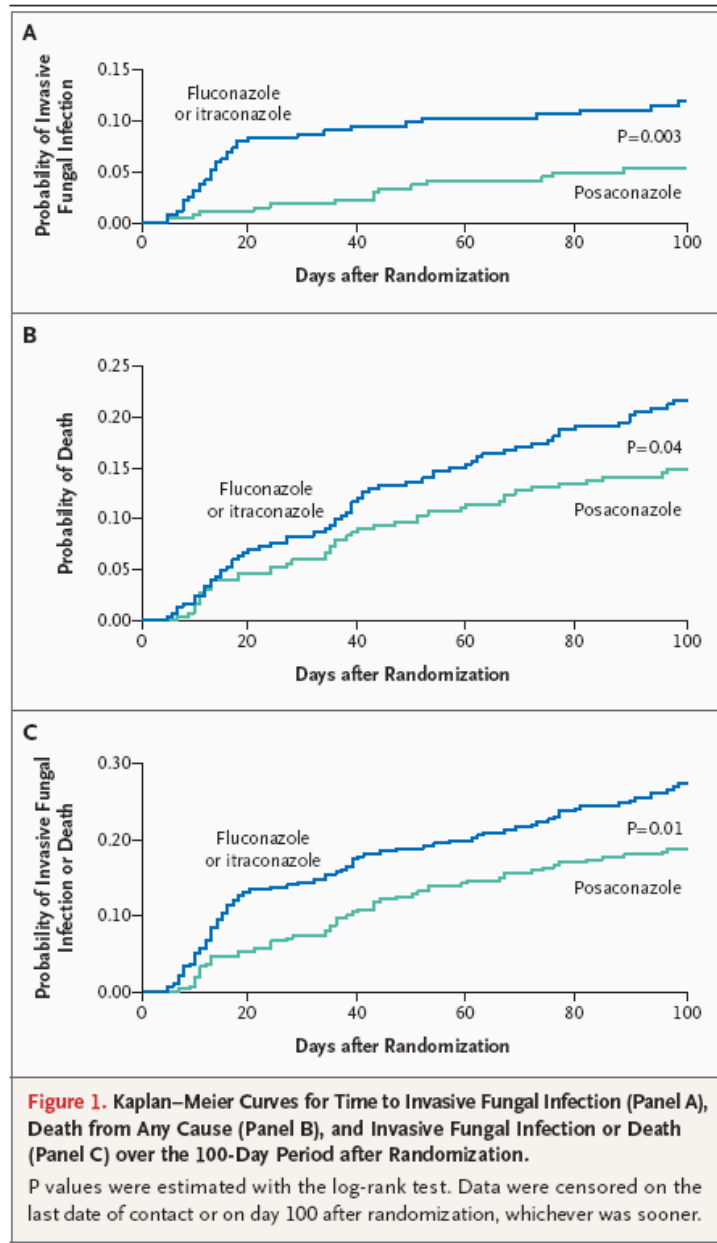 A
Probability of Invasive
Fungal Infection
0.15
0.10
0.05
0.00
Fluconazole
or itraconazole
P=0.003
Posaconazole
0
20
40
60
80
100
Days after Randomization
B
Probability of Death
0.25
0.20
0.15
0.10
0.05
0.00
Fluconazole
or itraconazole
P=0.04
Posaconazole
0
20
40
60
80
100
Days after Randomization
C
Probability of Invasive Fungal
Infection or Death
0.30
0.20
0.10
0.00
Fluconazole
or itraconazole
P=0.01
Posaconazole
0
20
40
60
80
100
Days after Randomization
Figure 1. Kaplan–Meier Curves for Time to Invasive Fungal Infection (Panel A),
Death from Any Cause (Panel B), and Invasive Fungal Infection or Death
(Panel C) over the 100-Day Period after Randomization.
P values were estimated with the log-rank test. Data were censored on the
last date of contact or on day 100 after randomization, whichever was sooner.